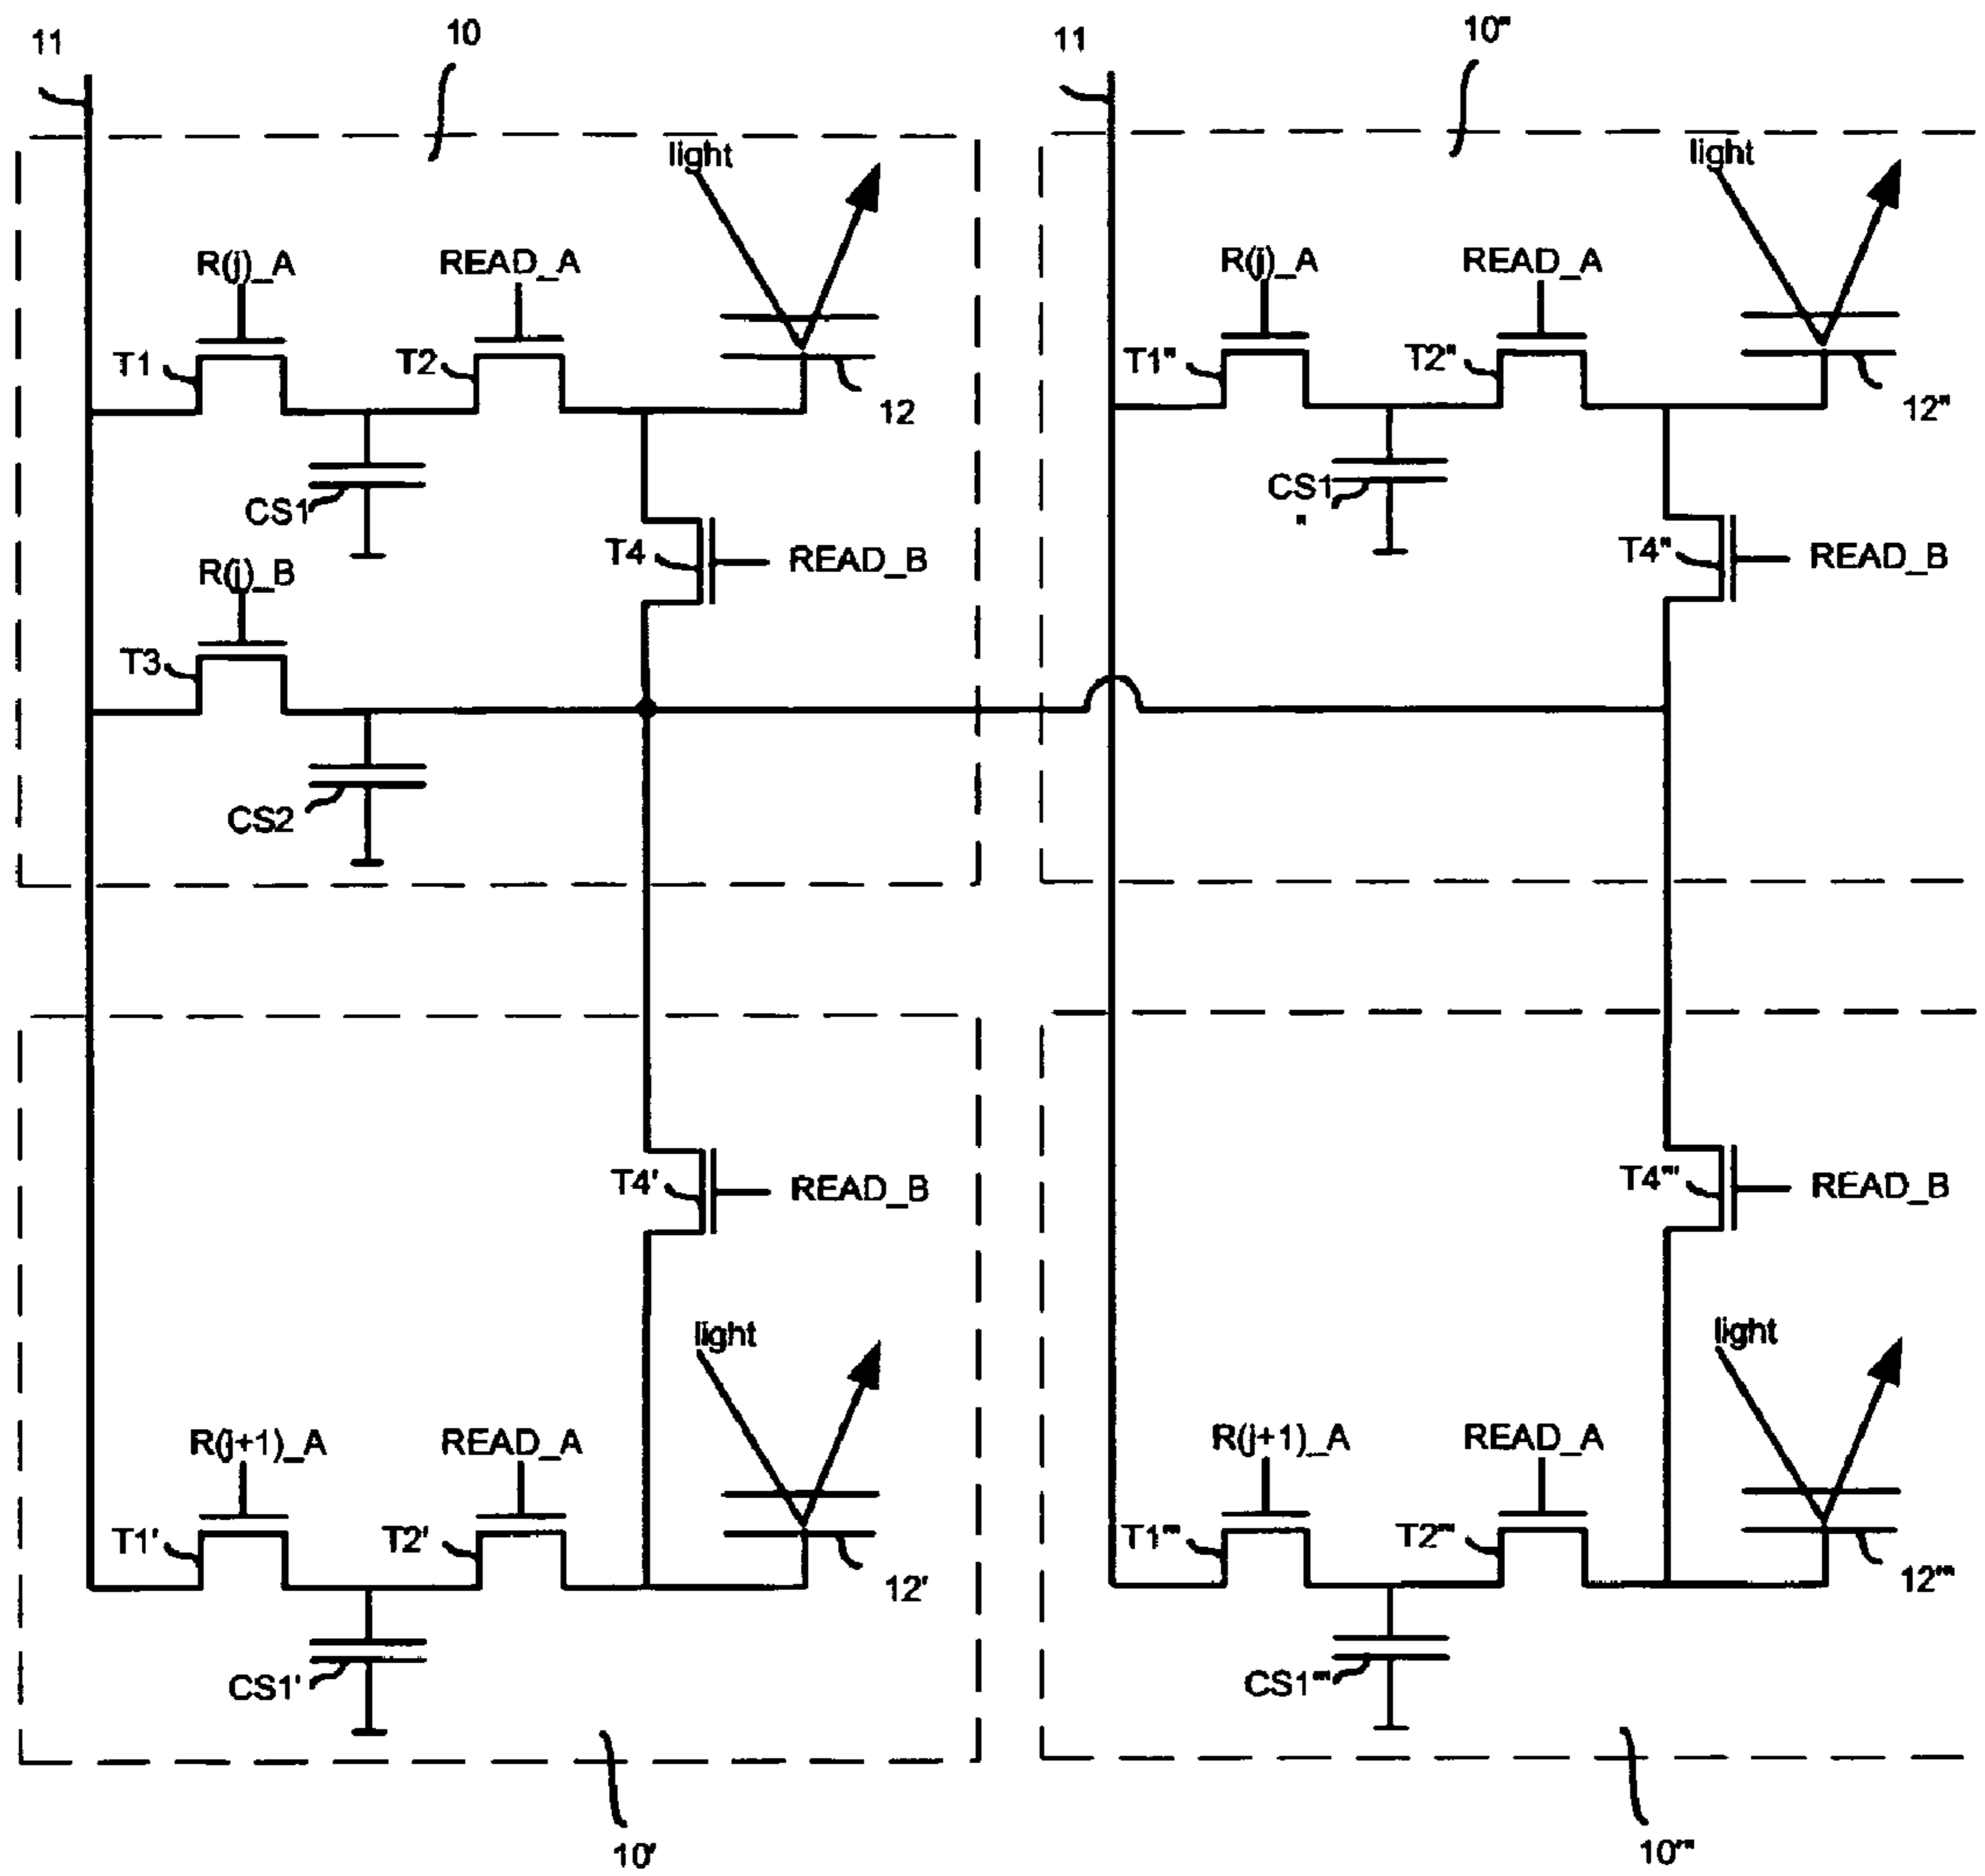 11
10
11
10"
light
light
R(j)_A
READ_A
R(j)_A
READ_A
T1
T2
12
T1"
T2"
12"
CS1
CS1
"
T4
READ_B
T4"
READ_B
R(j)_B
T3
CS2
T4'
READ_B
T4"'
READ_B
light
light
R(j+1)_A
READ_A
R(j+1)_A
READ_A
T1'
T2'
12'
T1"'
T2"'
12"'
CS1'
CS1"'
10'
10"'